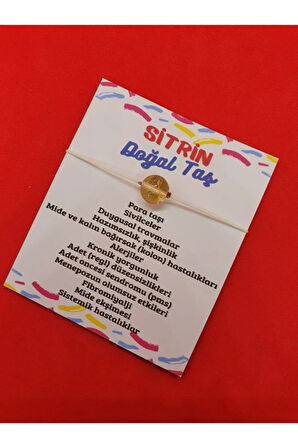 SİTRİN
Doğal Taş
Para taşı
Sivilceler
Duygusal travmalar
Hazımsızlık şişkinlik
Mide ve kalın bağırsak (kolon) hastalıkları
Alerjiler
Kronik yorgunluk
Adet (regl) düzensizlikleri
Adet öncesi sendromu (pms)
Menepozun olumsuz etkileri
Fibromiyalji
Mide ekşimesi
Sistemik hastalıklar